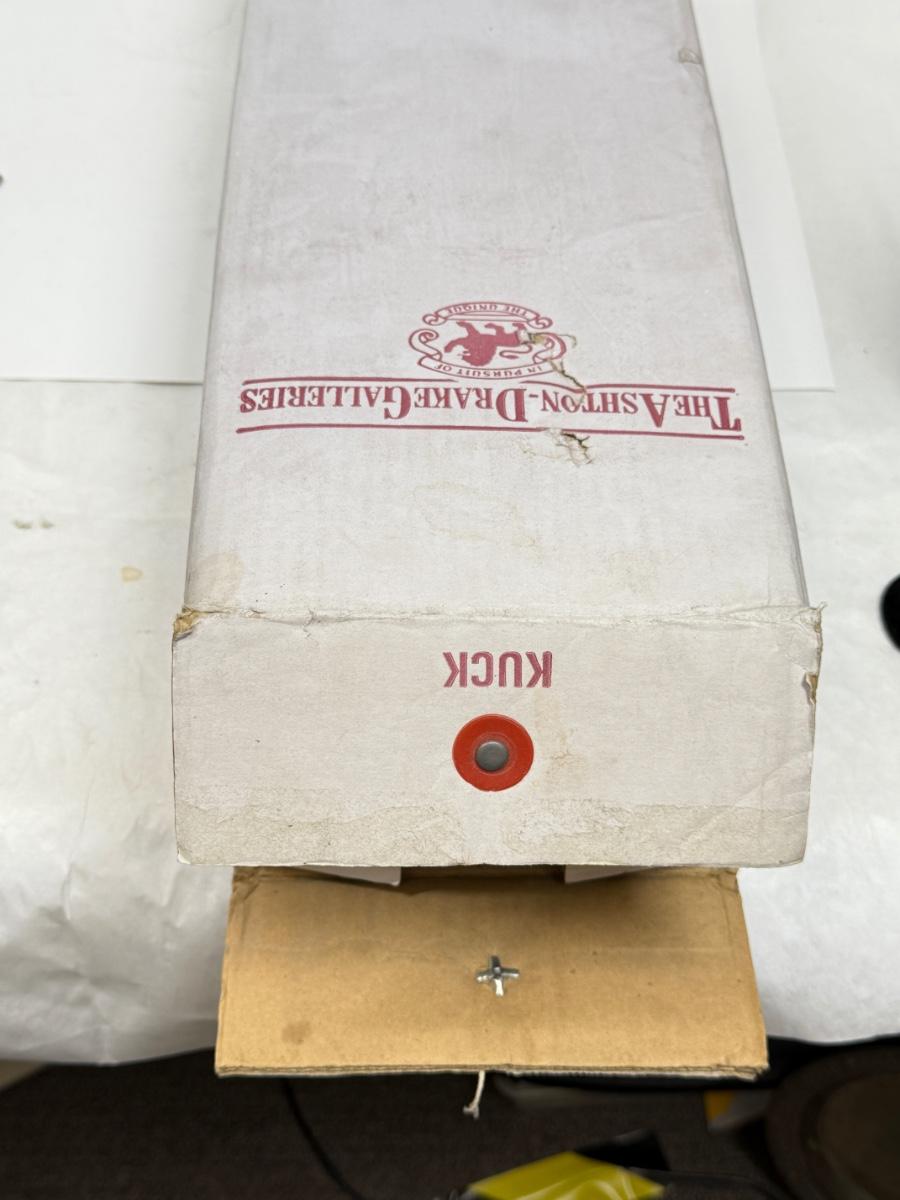 KUCK
THE ASHTON-DRAKE GALLERIES
IN PURSUIT OF
THE UNIQUE